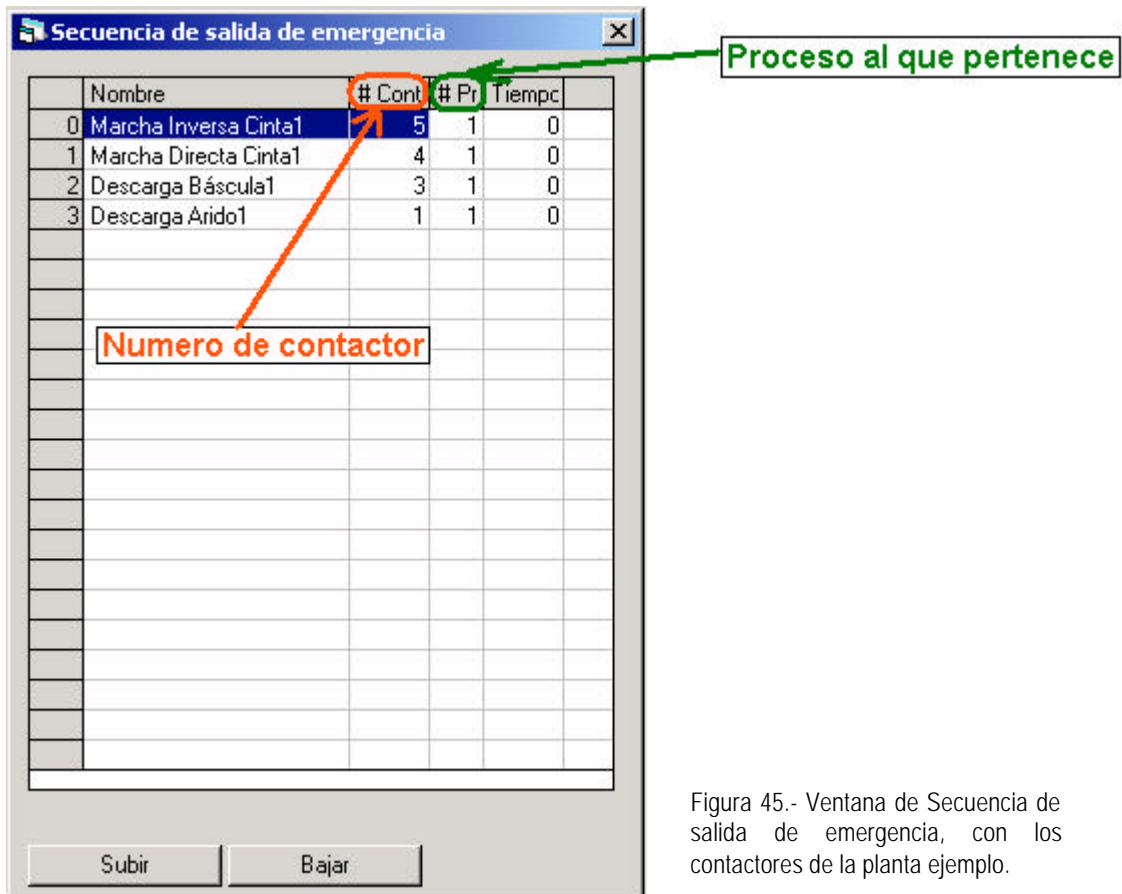 Secuencia de salida de emergencia
Proceso al que pertenece
Nombre # Cont # Pr Tiempo
0 Marcha Inversa Cinta1 5 1 0
1 Marcha Directa Cinta1 4 1 0
2 Descarga Báscula1 3 1 0
3 Descarga Arido1 1 1 0
Numero de contactor
Subir Bajar
Figura 45.- Ventana de Secuencia de
salida de emergencia, con los
contactores de la planta ejemplo.